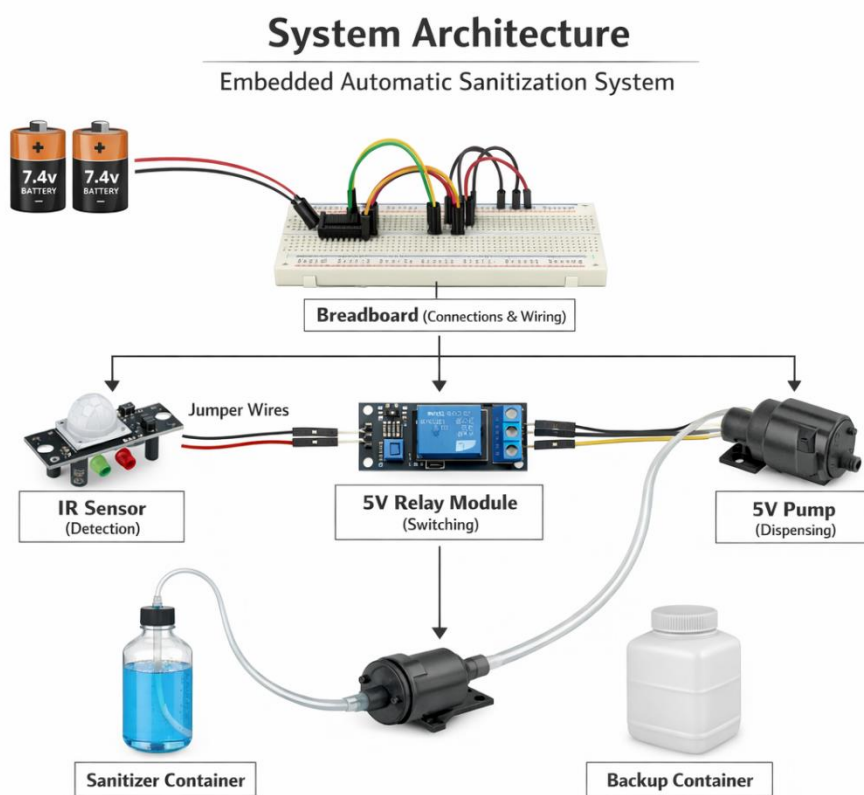 System Architecture
Embedded Automatic Sanitization System
+
7.4v
BATTERY
+
7.4v
BATTERY
Breadboard (Connections & Wiring)
Jumper Wires
IR Sensor
(Detection)
5V Relay Module
(Switching)
5V Pump
(Dispensing)
Sanitizer Container
Backup Container